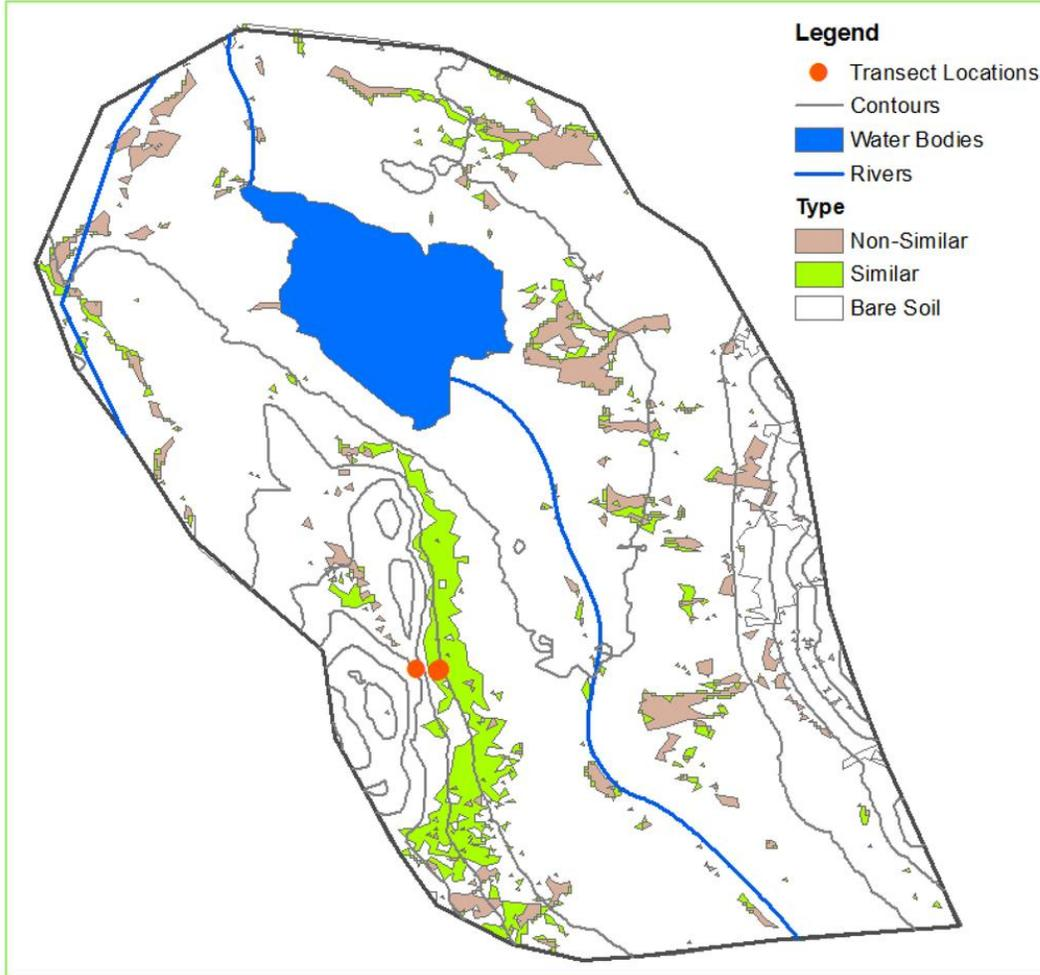 Legend
Transect Locations
Contours
Water Bodies
Rivers
Type
Non-Similar
Similar
Bare Soil